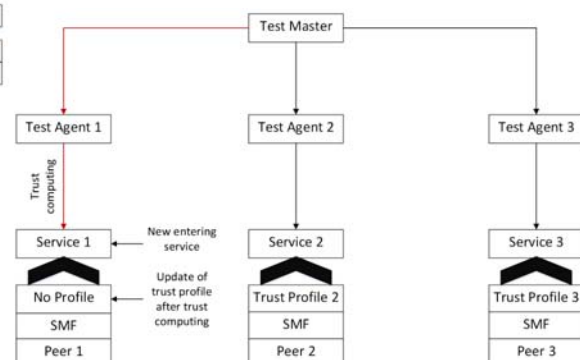 Test Master
Test Agent 1
Test Agent 2
Test Agent 3
Trust
computing
Service 1
New entering
service
Service 2
Service 3
No Profile
Update of
trust profile
after trust
computing
Trust Profile 2
Trust Profile 3
SMF
SMF
SMF
Peer 1
Peer 2
Peer 3